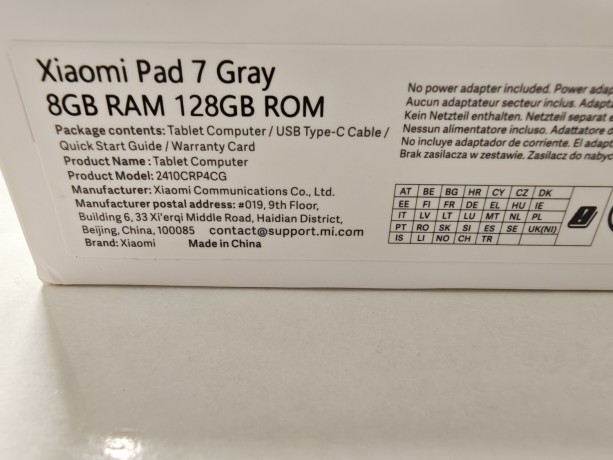 Xiaomi Pad 7 Gray
8GB RAM 128GB ROM
Package contents: Tablet Computer / USB Type-C Cable /
Quick Start Guide / Warranty Card
Product Name: Tablet Computer
Product Model: 2410CRP4CG
Manufacturer: Xiaomi Communications Co., Ltd.
Manufacturer postal address: #019, 9th Floor,
Building 6, 33 Xi'erqi Middle Road, Haidian District,
Beijing, China, 100085 contact@support.mi.com
Brand: Xiaomi Made in China
No power adapter included. Power
Aucun adaptateur secteur inclus.
Kein Netzteil enthalten. Netzteil separat
Nessun alimentatore incluso.
No incluye adaptador de corriente. El
Brak zasilacza w zestawie. Zasilacz do
AT BE BG HR CY CZ DK
EE FI FR DE EL HU IE
IT LV LT LU MT NL PL
PT RO SK SI ES SE UK(NI)
IS LI NO CH TR